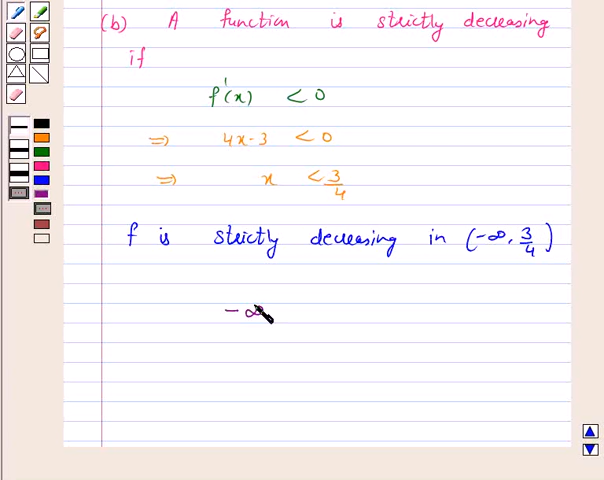 (b) A function is strictly decreasing
if
f'(x) < 0
⇒ 4x-3 < 0
⇒ x < 3/4
f is strictly decreasing in (-∞, 3/4)
-∞